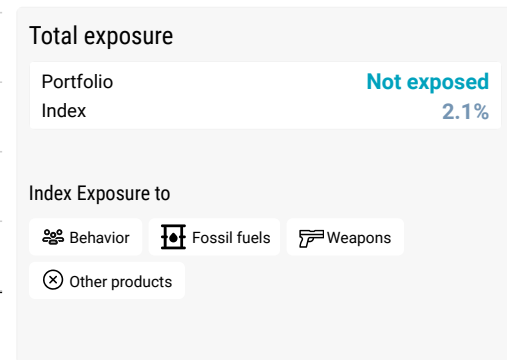 Total exposure
Portfolio Not exposed
Index 2.1%
Index Exposure to
Behavior Fossil fuels Weapons
Other products